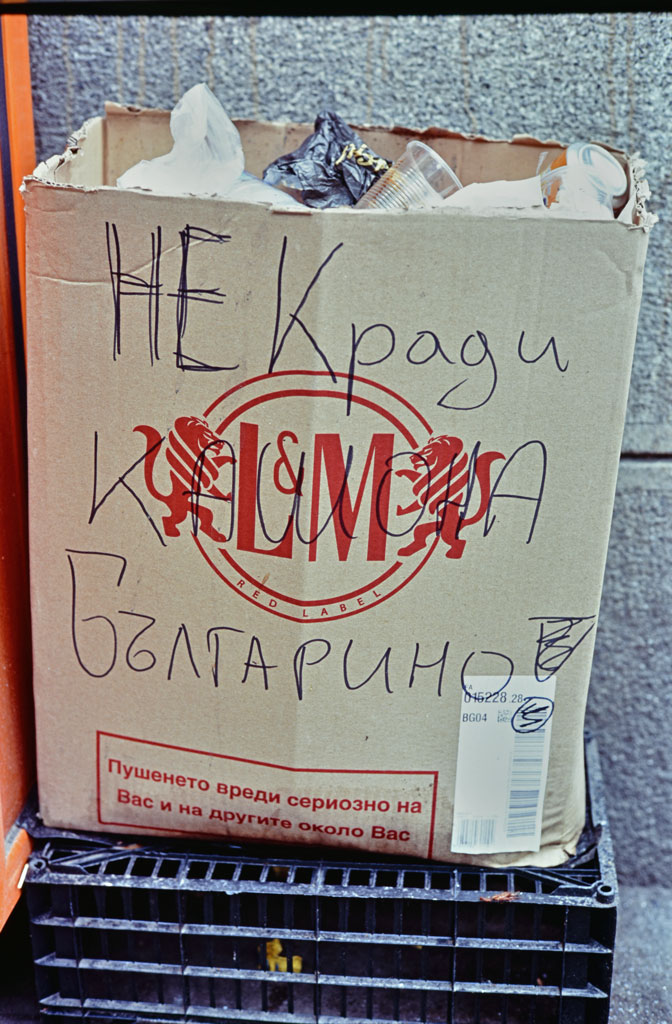 НЕ Кради
L&M
КАШОНА
RED LABEL
БЪЛГАРИНО
015228.28
BG04
Пушенето вреди сериозно на
Вас и на другите около Вас